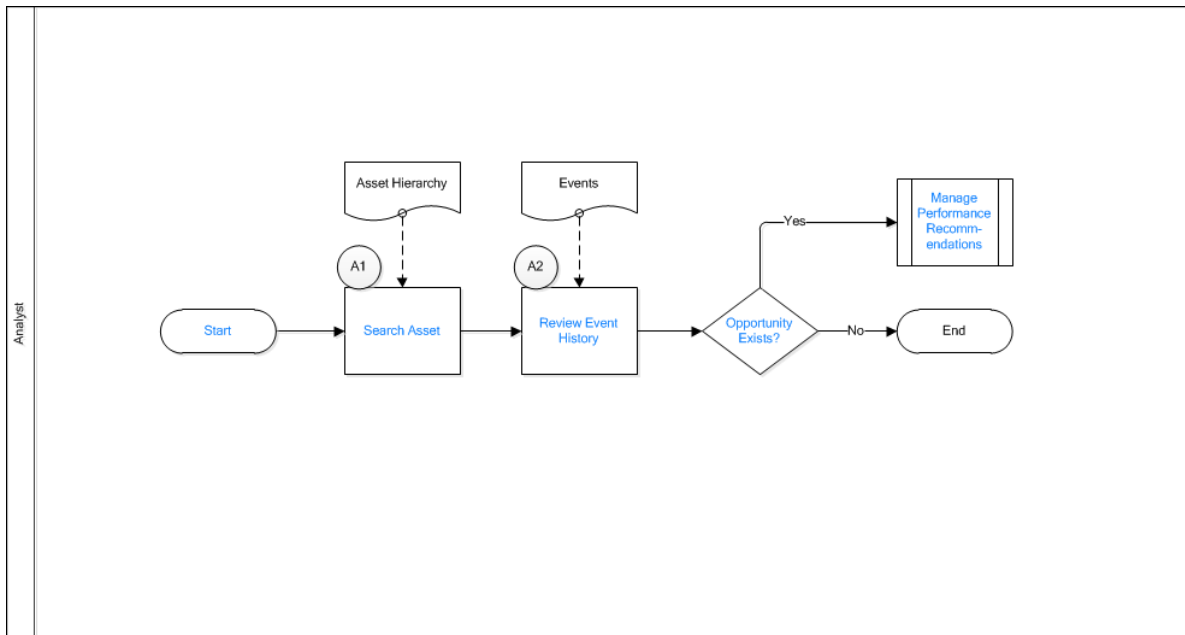 Analyst
Asset Hierarchy
Events
Manage
Performance
Recomm-
endations
Yes
A1
A2
Start
Search Asset
Review Event
History
Opportunity
Exists?
No
End